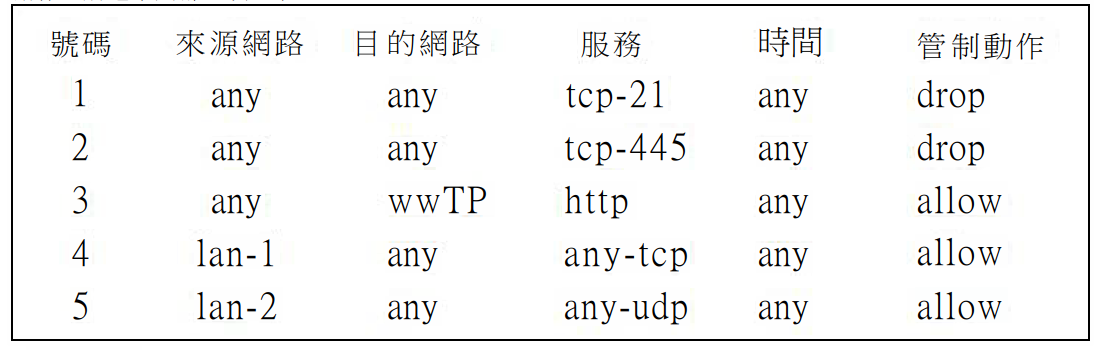 號碼 來源網路 目的網路 服務 時間 管制動作
1 any any tcp-21 any drop
2 any any tcp-445 any drop
3 any wwTP http any allow
4 lan-1 any any-tcp any allow
5 lan-2 any any-udp any allow